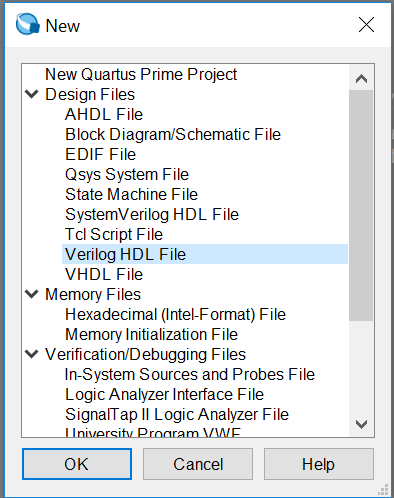 New
New Quartus Prime Project
Design Files
AHDL File
Block Diagram/Schematic File
EDIF File
Qsys System File
State Machine File
SystemVerilog HDL File
Tcl Script File
Verilog HDL File
VHDL File
Memory Files
Hexadecimal (Intel-Format) File
Memory Initialization File
Verification/Debugging Files
In-System Sources and Probes File
Logic Analyzer Interface File
SignalTap II Logic Analyzer File
University Program VWF
OK Cancel Help